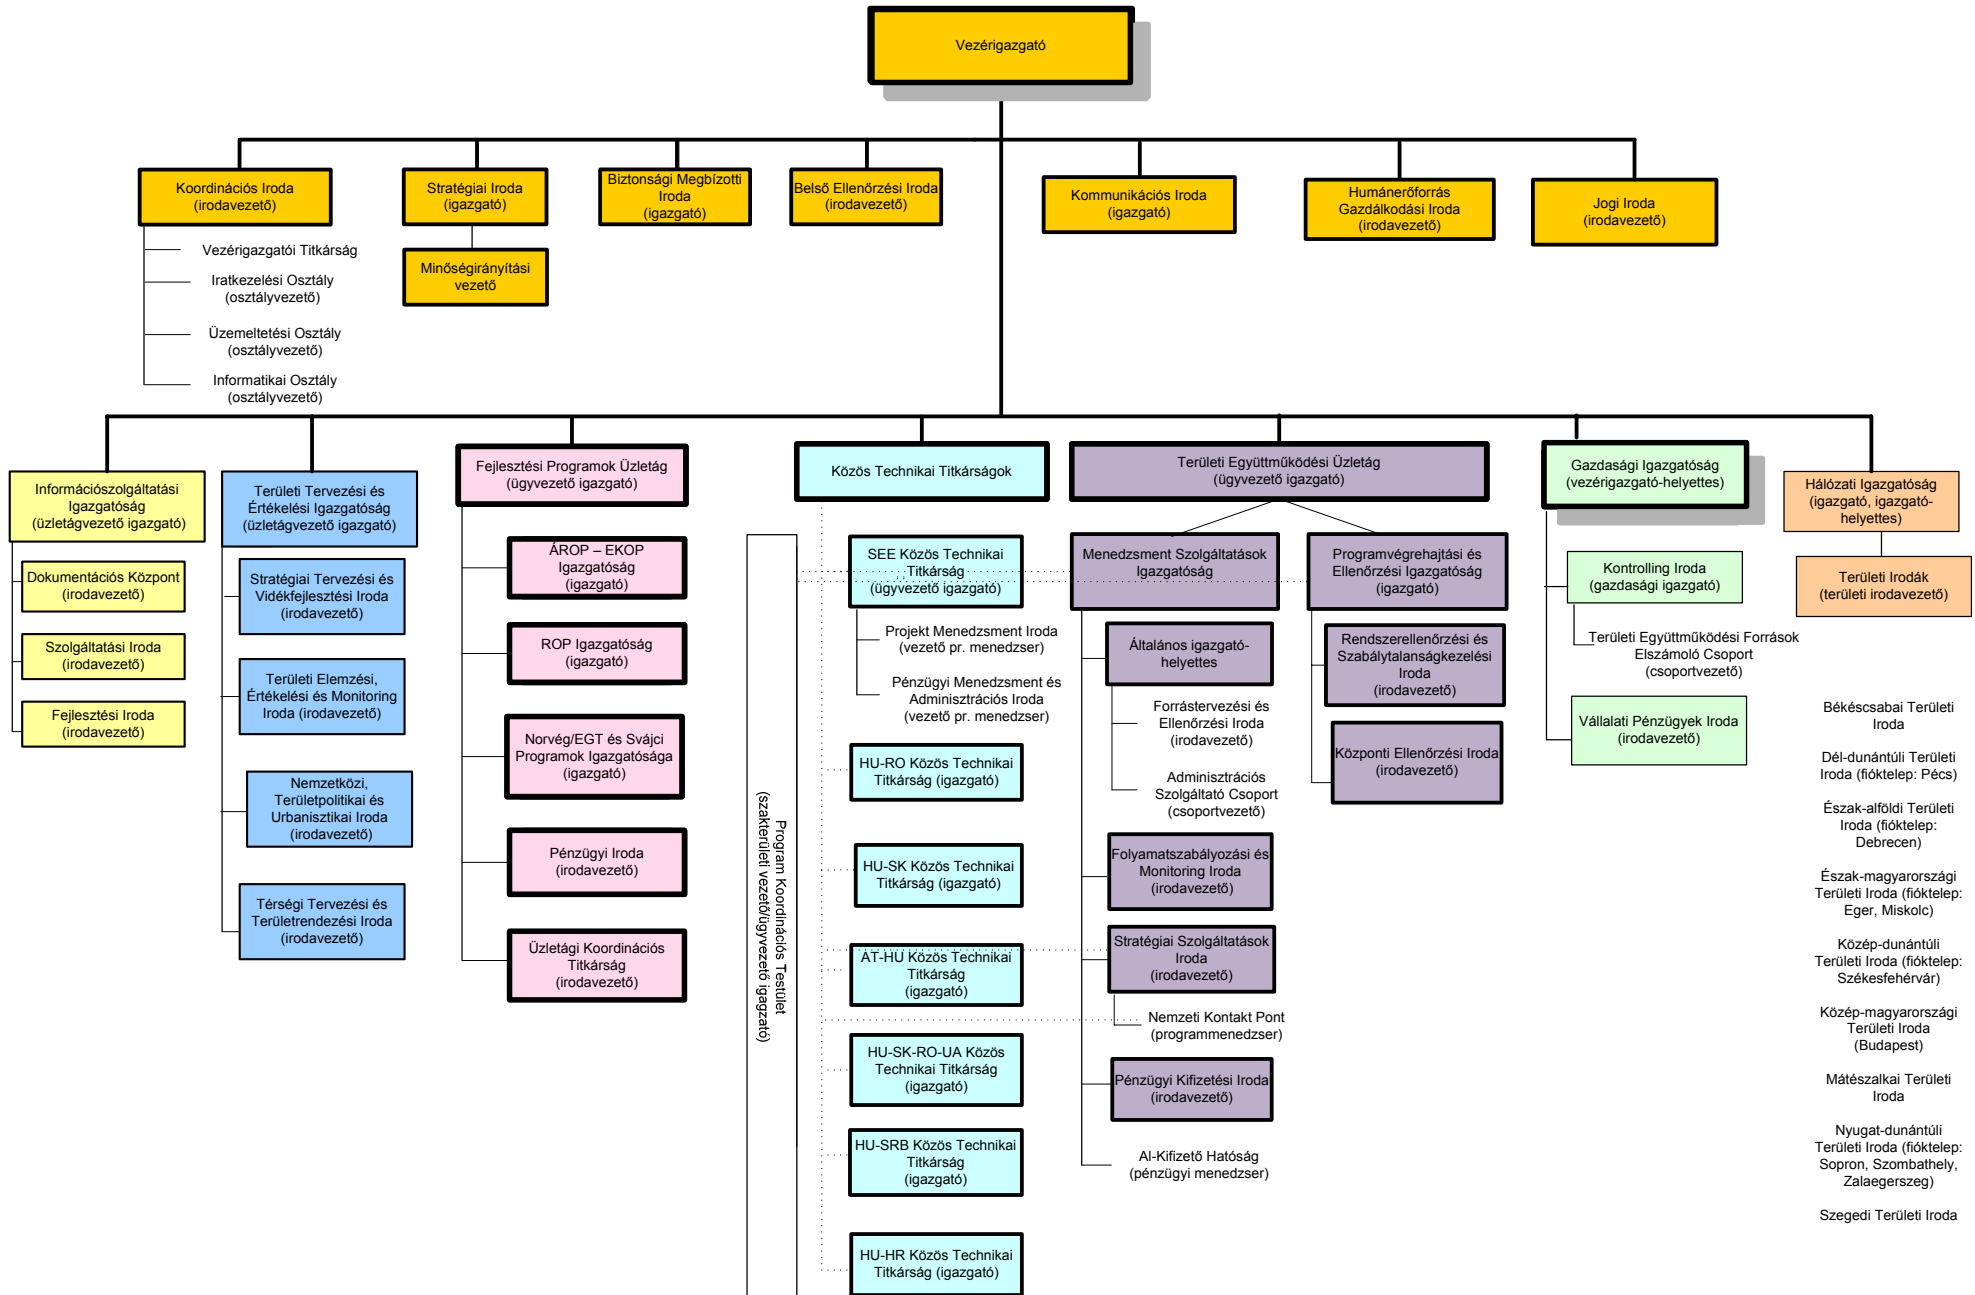 Vezérigazgató
Koordinációs Iroda
(irodavezető)
Stratégiai Iroda
(igazgató)
Biztonsági Megbízotti
Iroda
(igazgató)
Belső Ellenőrzési Iroda
(irodavezető)
Kommunikációs Iroda
(igazgató)
Humánerőforrás
Gazdálkodási Iroda
(irodavezető)
Jogi Iroda
(irodavezető)
Vezérigazgatói Titkárság
Iratkezelési Osztály
(osztályvezető)
Üzemeltetési Osztály
(osztályvezető)
Informatikai Osztály
(osztályvezető)
Minőségirányítási
vezető
Információszolgáltatási
Igazgatóság
(üzletágvezető igazgató)
Dokumentációs Központ
(irodavezető)
Szolgáltatási Iroda
(irodavezető)
Fejlesztési Iroda
(irodavezető)
Területi Tervezési és
Értékelési Igazgatóság
(üzletágvezető igazgató)
Stratégiai Tervezési és
Vidékfejlesztési Iroda
(irodavezető)
Területi Elemzési,
Értékelési és Monitoring
Iroda (irodavezető)
Nemzetközi,
Területpolitikai és
Urbanisztikai Iroda
(irodavezető)
Térségi Tervezési és
Területrendezési Iroda
(irodavezető)
Fejlesztési Programok Üzletág
(ügyvezető igazgató)
ÁROP – EKOP
Igazgatóság
(igazgató)
ROP Igazgatóság
(igazgató)
Norvég/EGT és Svájci
Programok Igazgatósága
(igazgató)
Pénzügyi Iroda
(irodavezető)
Üzletági Koordinációs
Titkárság
(irodavezető)
Program Koordinációs Testület
(szakterületi vezető/ügyvezető igagzató)
Közös Technikai Titkárságok
SEE Közös Technikai
Titkárság
(ügyvezető igazgató)
Projekt Menedzsment Iroda
(vezető pr. menedzser)
Pénzügyi Menedzsment és
Adminisztrációs Iroda
(vezető pr. menedzser)
HU-RO Közös Technikai
Titkárság (igazgató)
HU-SK Közös Technikai
Titkárság (igazgató)
AT-HU Közös Technikai
Titkárság
(igazgató)
HU-SK-RO-UA Közös
Technikai Titkárság
(igazgató)
HU-SRB Közös Technikai
Titkárság
(igazgató)
HU-HR Közös Technikai
Titkárság (igazgató)
Területi Együttműködési Üzletág
(ügyvezető igazgató)
Menedzsment Szolgáltatások
Igazgatóság
Általános igazgató-
helyettes
Forrástervezési és
Ellenőrzési Iroda
(irodavezető)
Adminisztrációs
Szolgáltató Csoport
(csoportvezető)
Folyamatszabályozási és
Monitoring Iroda
(irodavezető)
Stratégiai Szolgáltatások
Iroda
(irodavezető)
Nemzeti Kontakt Pont
(programmenedzser)
Pénzügyi Kifizetési Iroda
(irodavezető)
Al-Kifizető Hatóság
(pénzügyi menedzser)
Programvégrehajtási és
Ellenőrzési Igazgatóság
(igazgató)
Rendszerellenőrzési és
Szabálytalanságkezelési
Iroda
(irodavezető)
Központi Ellenőrzési Iroda
(irodavezető)
Gazdasági Igazgatóság
(vezérigazgató-helyettes)
Kontrolling Iroda
(gazdasági igazgató)
Területi Együttműködési Források
Elszámoló Csoport
(csoportvezető)
Vállalati Pénzügyek Iroda
(irodavezető)
Hálózati Igazgatóság
(igazgató, igazgató-
helyettes)
Területi Irodák
(területi irodavezető)
Békéscsabai Területi
Iroda
Dél-dunántúli Területi
Iroda (fióktelep: Pécs)
Észak-alföldi Területi
Iroda (fióktelep:
Debrecen)
Észak-magyarországi
Területi Iroda (fióktelep:
Eger, Miskolc)
Közép-dunántúli
Területi Iroda (fióktelep:
Székesfehérvár)
Közép-magyarországi
Területi Iroda
(Budapest)
Mátészalkai Területi
Iroda
Nyugat-dunántúli
Területi Iroda (fióktelep:
Sopron, Szombathely,
Zalaegerszeg)
Szegedi Területi Iroda